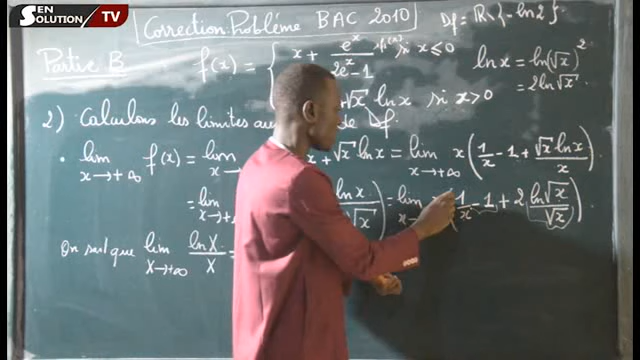 SEN SOLUTION TV
Correction Problème BAC 2010
Df = ℝ \ {-ln2}
Partie B
f(x) = { x + e^x / (2e^x - 1) si x ≤ 0
√x ln x si x > 0
ln x = ln(√x)^2
= 2 ln √x
2) Calculons les limites
• lim x→+∞ f(x) = lim x→ + √x ln x = lim x→+∞ x(1/x - 1 + √x ln x / x)
= lim x→+∞ ln x = lim x→ (1/x - 1 + 2 ln√x / √x).
On sait que lim X→+∞ ln X / X =